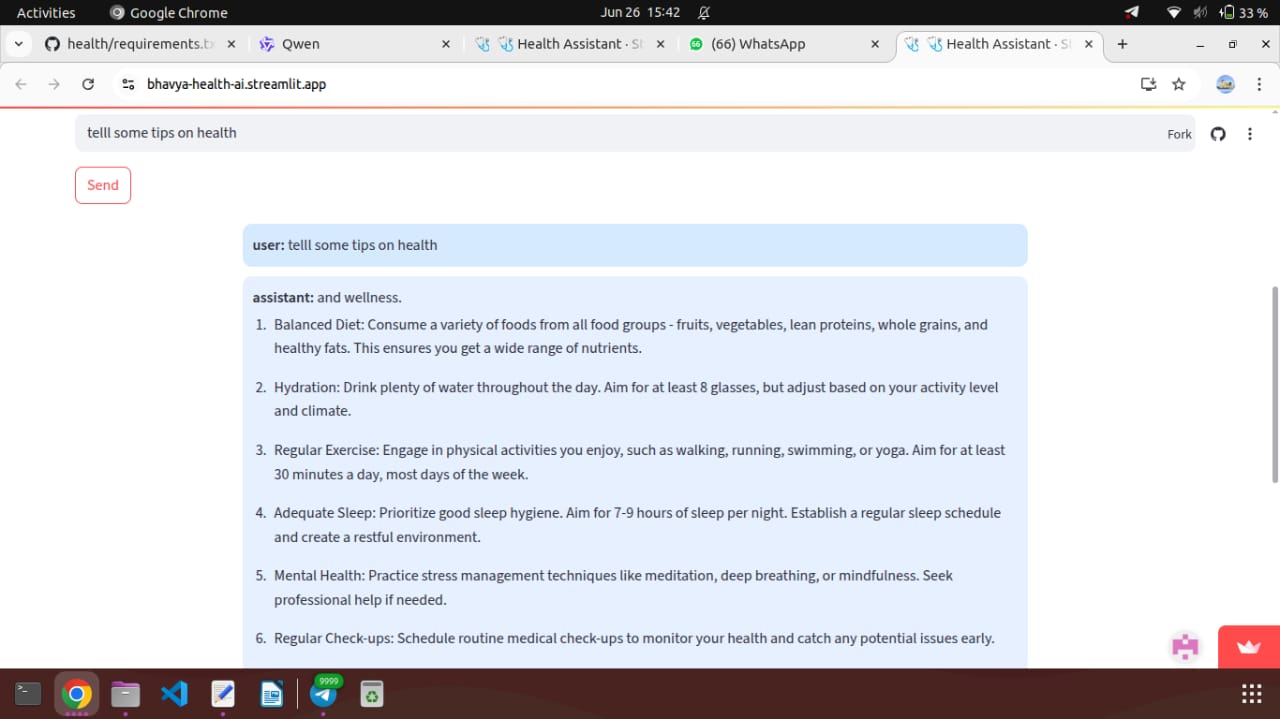 Activities
Google Chrome
Jun 26 15:42
33 %
health/requirements.tx
Qwen
Health Assistant · St
(66) WhatsApp
Health Assistant · St
bhavya-health-ai.streamlit.app
telll some tips on health
Fork
Send
user: telll some tips on health
assistant: and wellness.
1. Balanced Diet: Consume a variety of foods from all food groups - fruits, vegetables, lean proteins, whole grains, and
healthy fats. This ensures you get a wide range of nutrients.
2. Hydration: Drink plenty of water throughout the day. Aim for at least 8 glasses, but adjust based on your activity level
and climate.
3. Regular Exercise: Engage in physical activities you enjoy, such as walking, running, swimming, or yoga. Aim for at least
30 minutes a day, most days of the week.
4. Adequate Sleep: Prioritize good sleep hygiene. Aim for 7-9 hours of sleep per night. Establish a regular sleep schedule
and create a restful environment.
5. Mental Health: Practice stress management techniques like meditation, deep breathing, or mindfulness. Seek
professional help if needed.
6. Regular Check-ups: Schedule routine medical check-ups to monitor your health and catch any potential issues early.
9999